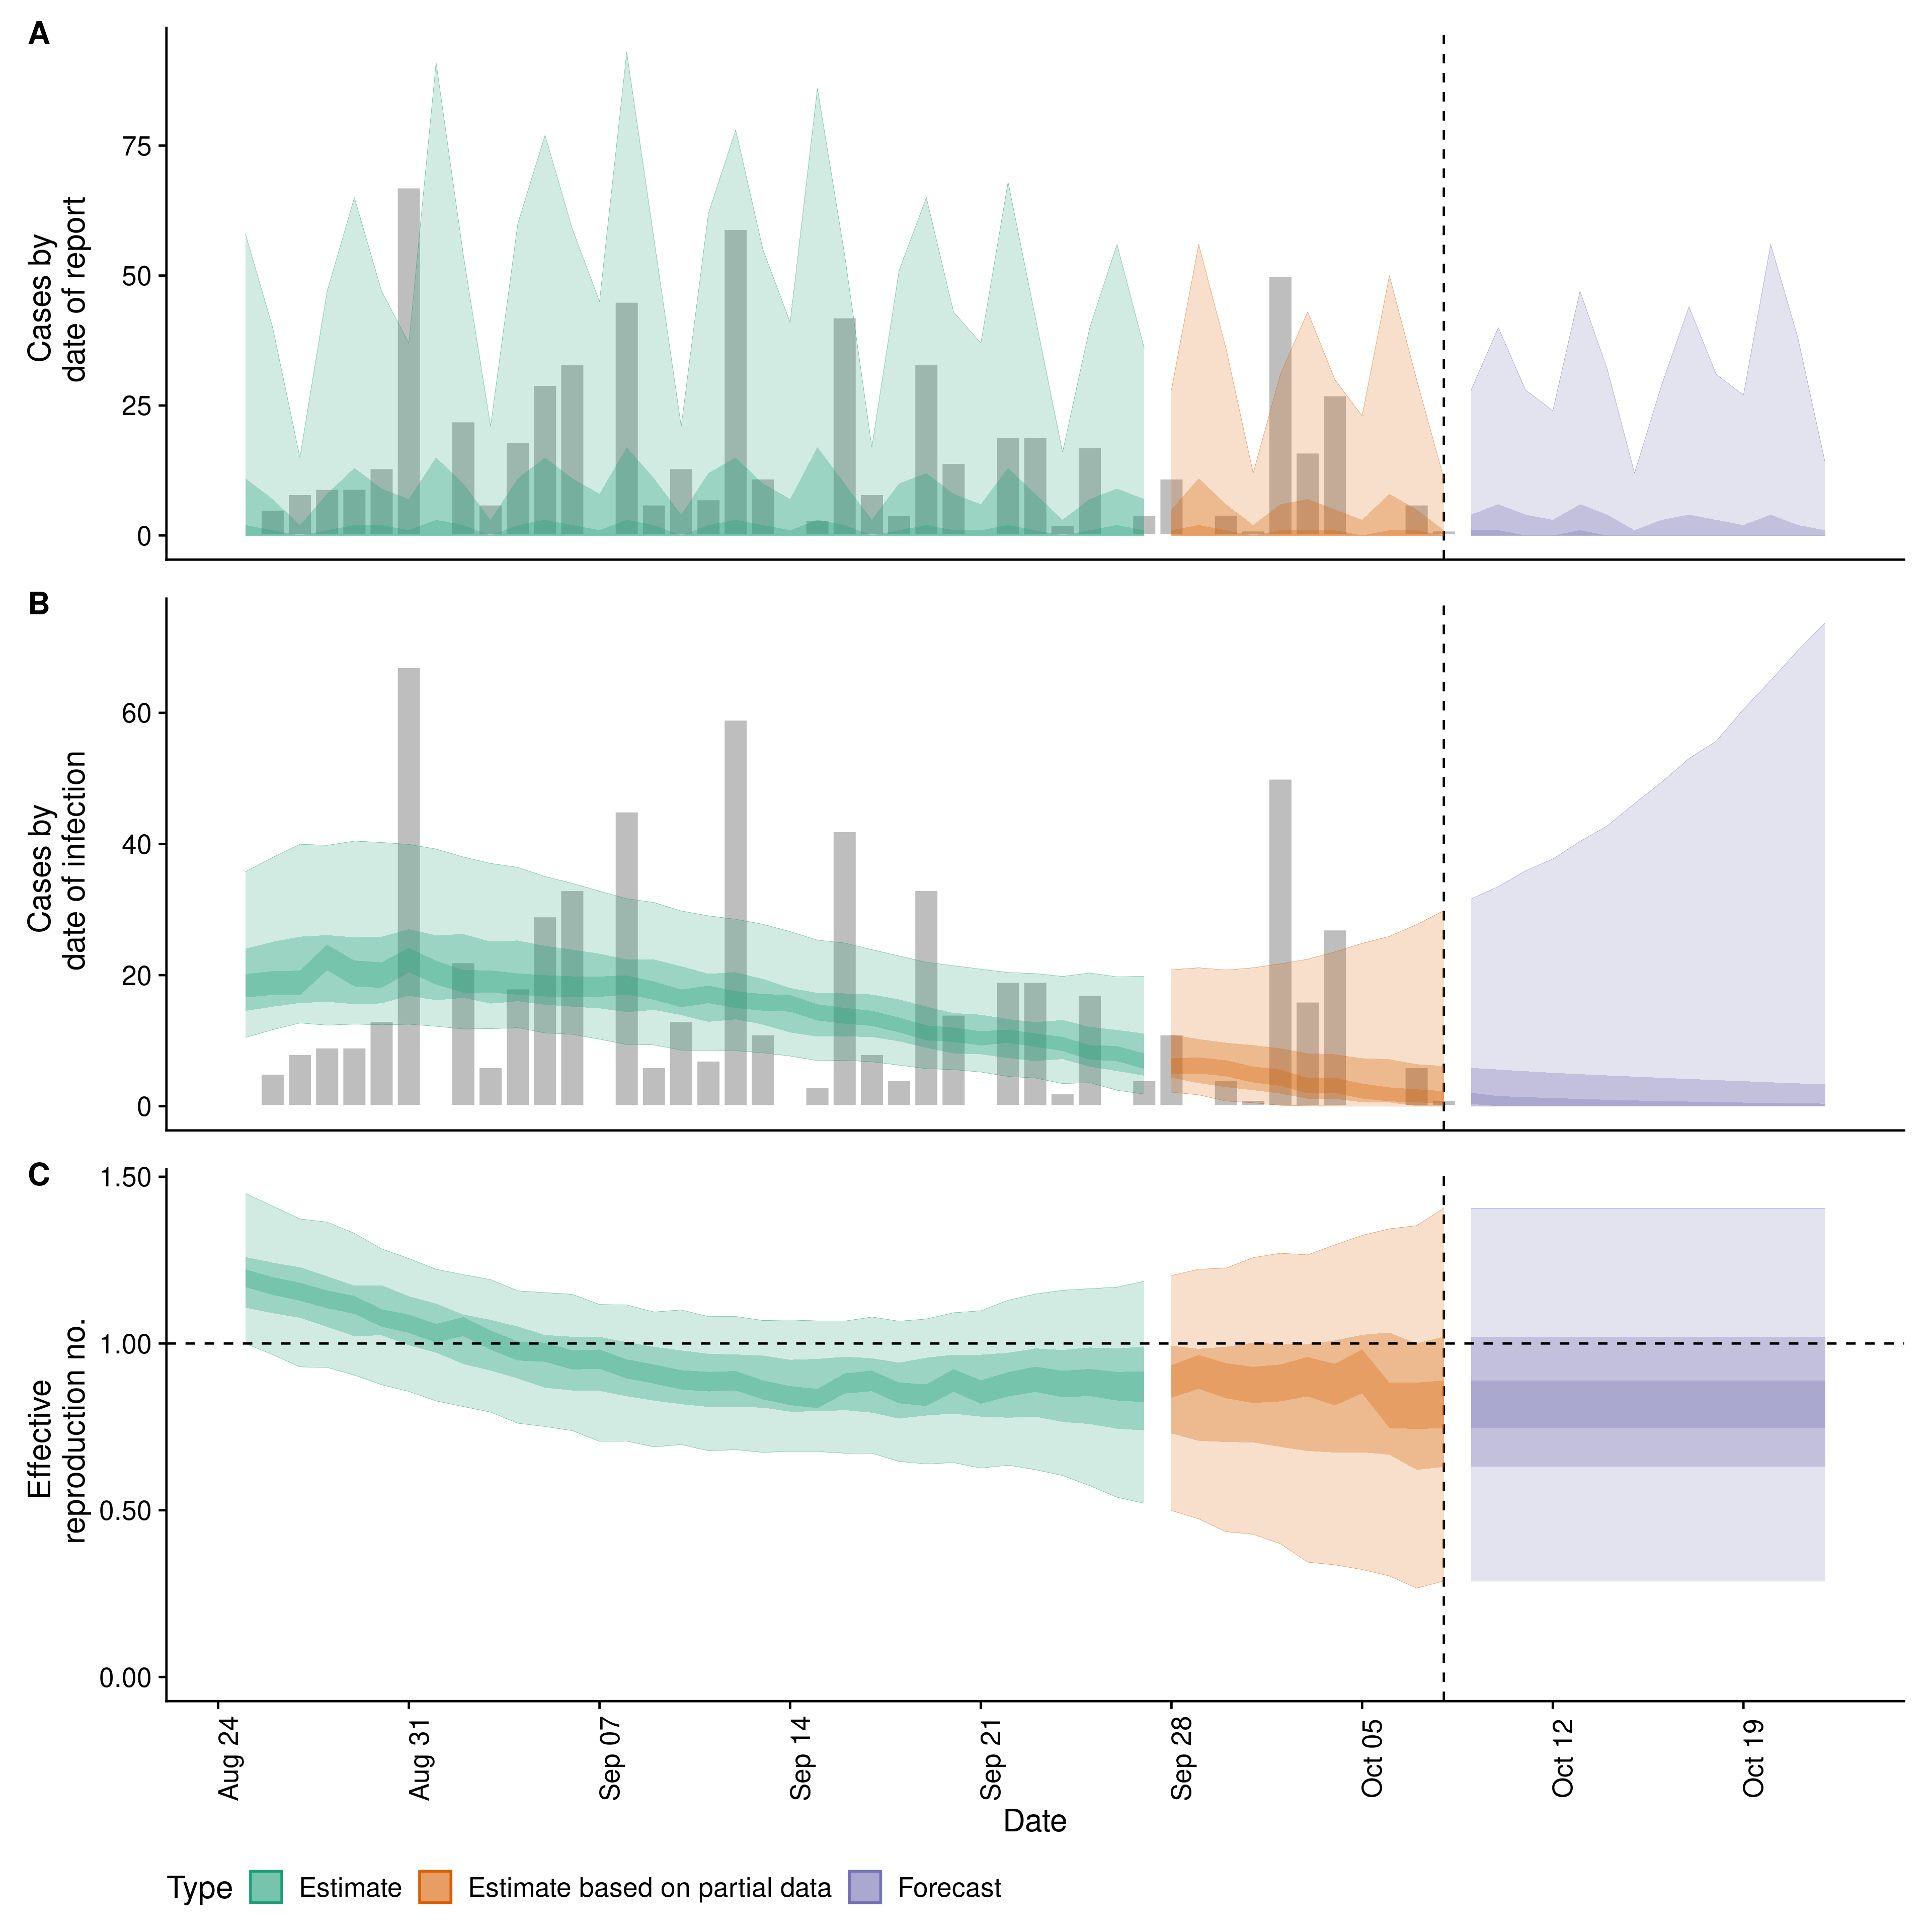 A
Cases by
date of report
75
50
25
0
B
Cases by
date of infection
60
40
20
0
C
Effective
reproduction no.
1.50
1.00
0.50
0.00
Aug 24
Aug 31
Sep 07
Sep 14
Sep 21
Sep 28
Oct 05
Oct 12
Oct 19
Date
Type Estimate Estimate based on partial data Forecast